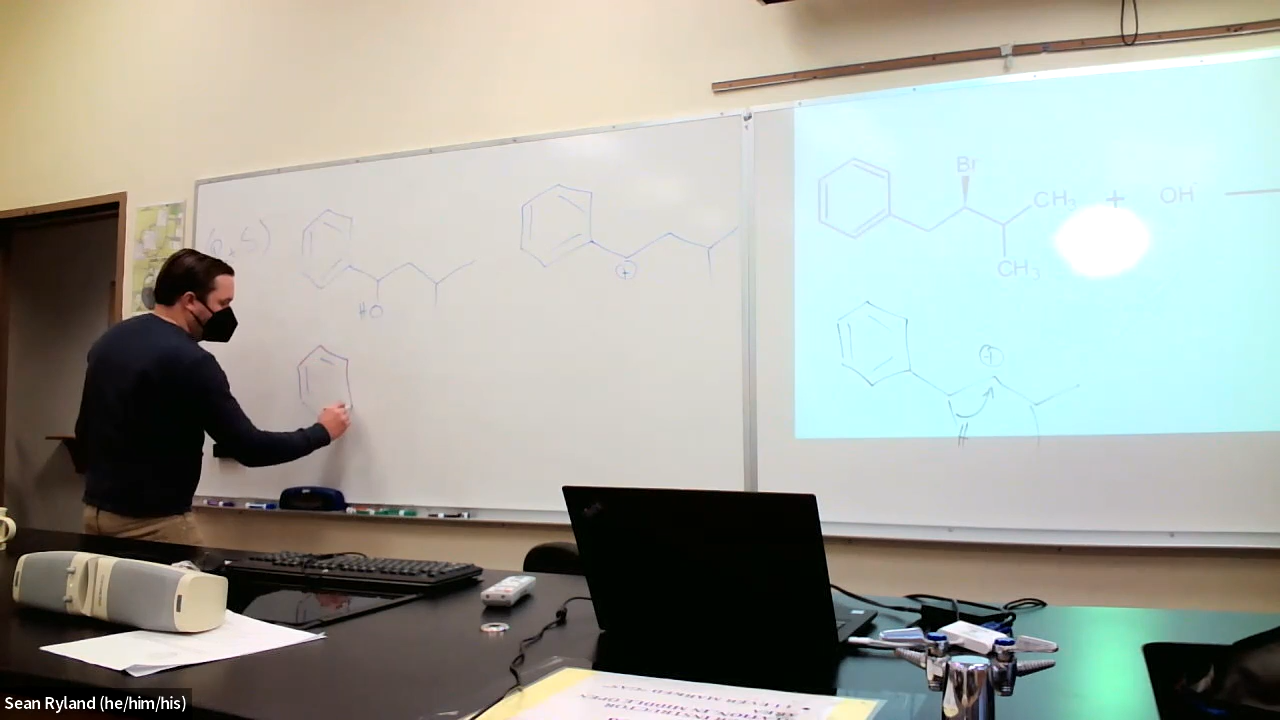 (R,S)
HO
+
Br
CH3
+
OH-
CH3
+
H
Sean Ryland (he/him/his)